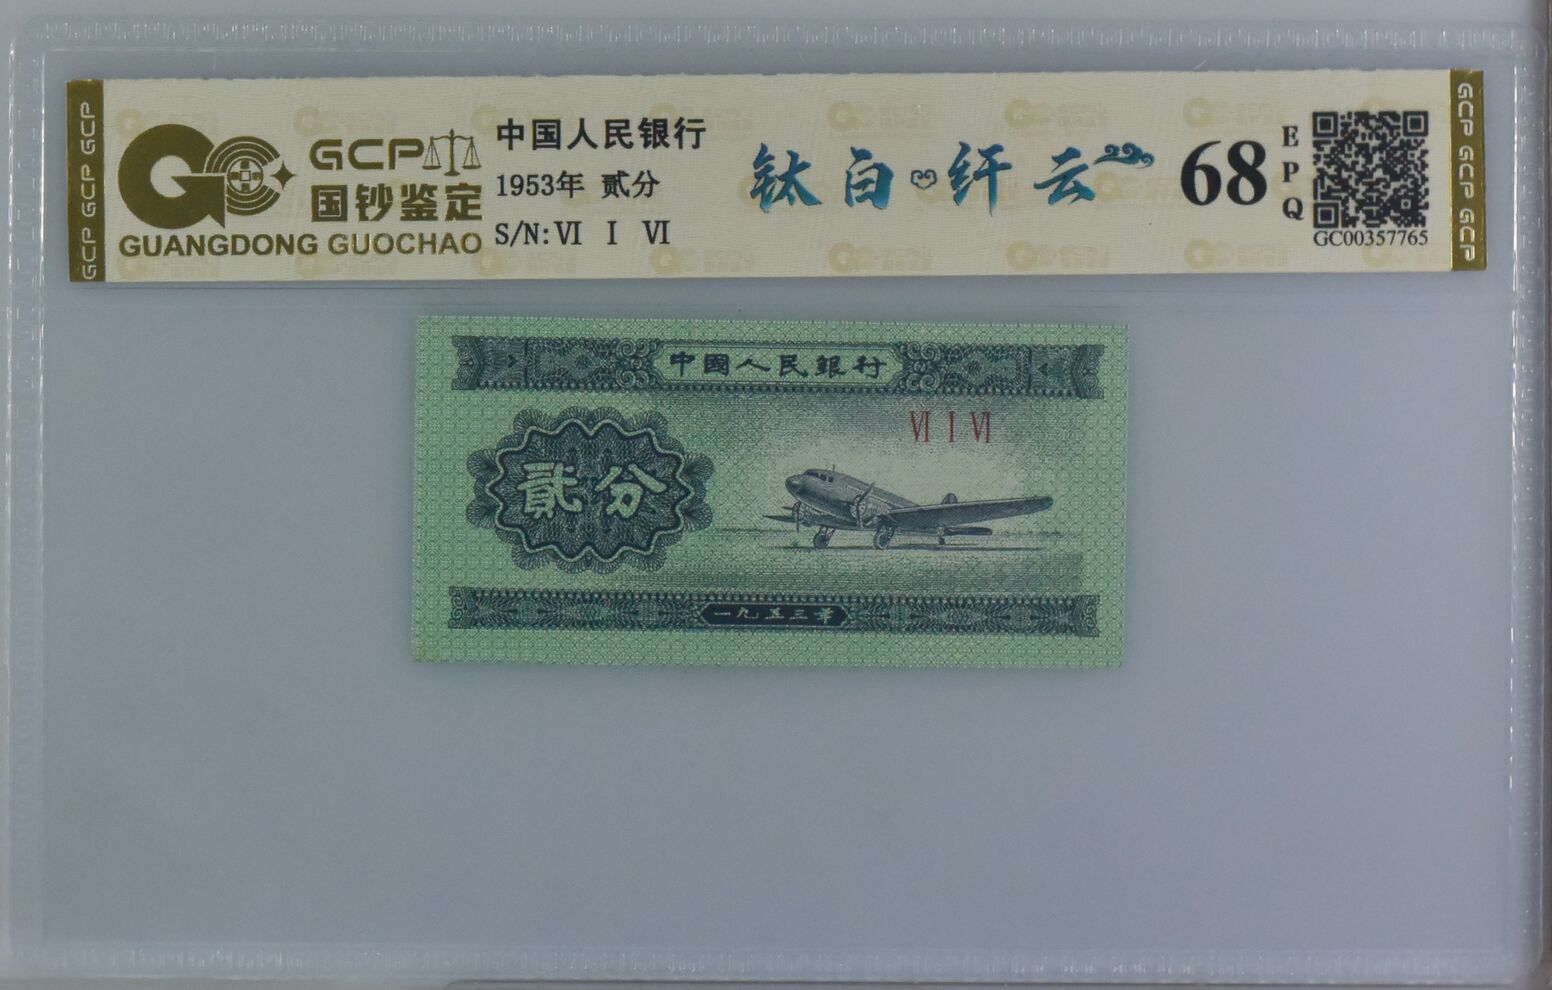 GCP GCP GCP
GCP
国钞鉴定
GUANGDONG GUOCHAO
中国人民银行
1953年 贰分
S/N: VI I VI
钛白纤云
68
EPQ
GC00357765
GCP GCP GCP
中國人民銀行
VI I VI
貳分
一九五三年